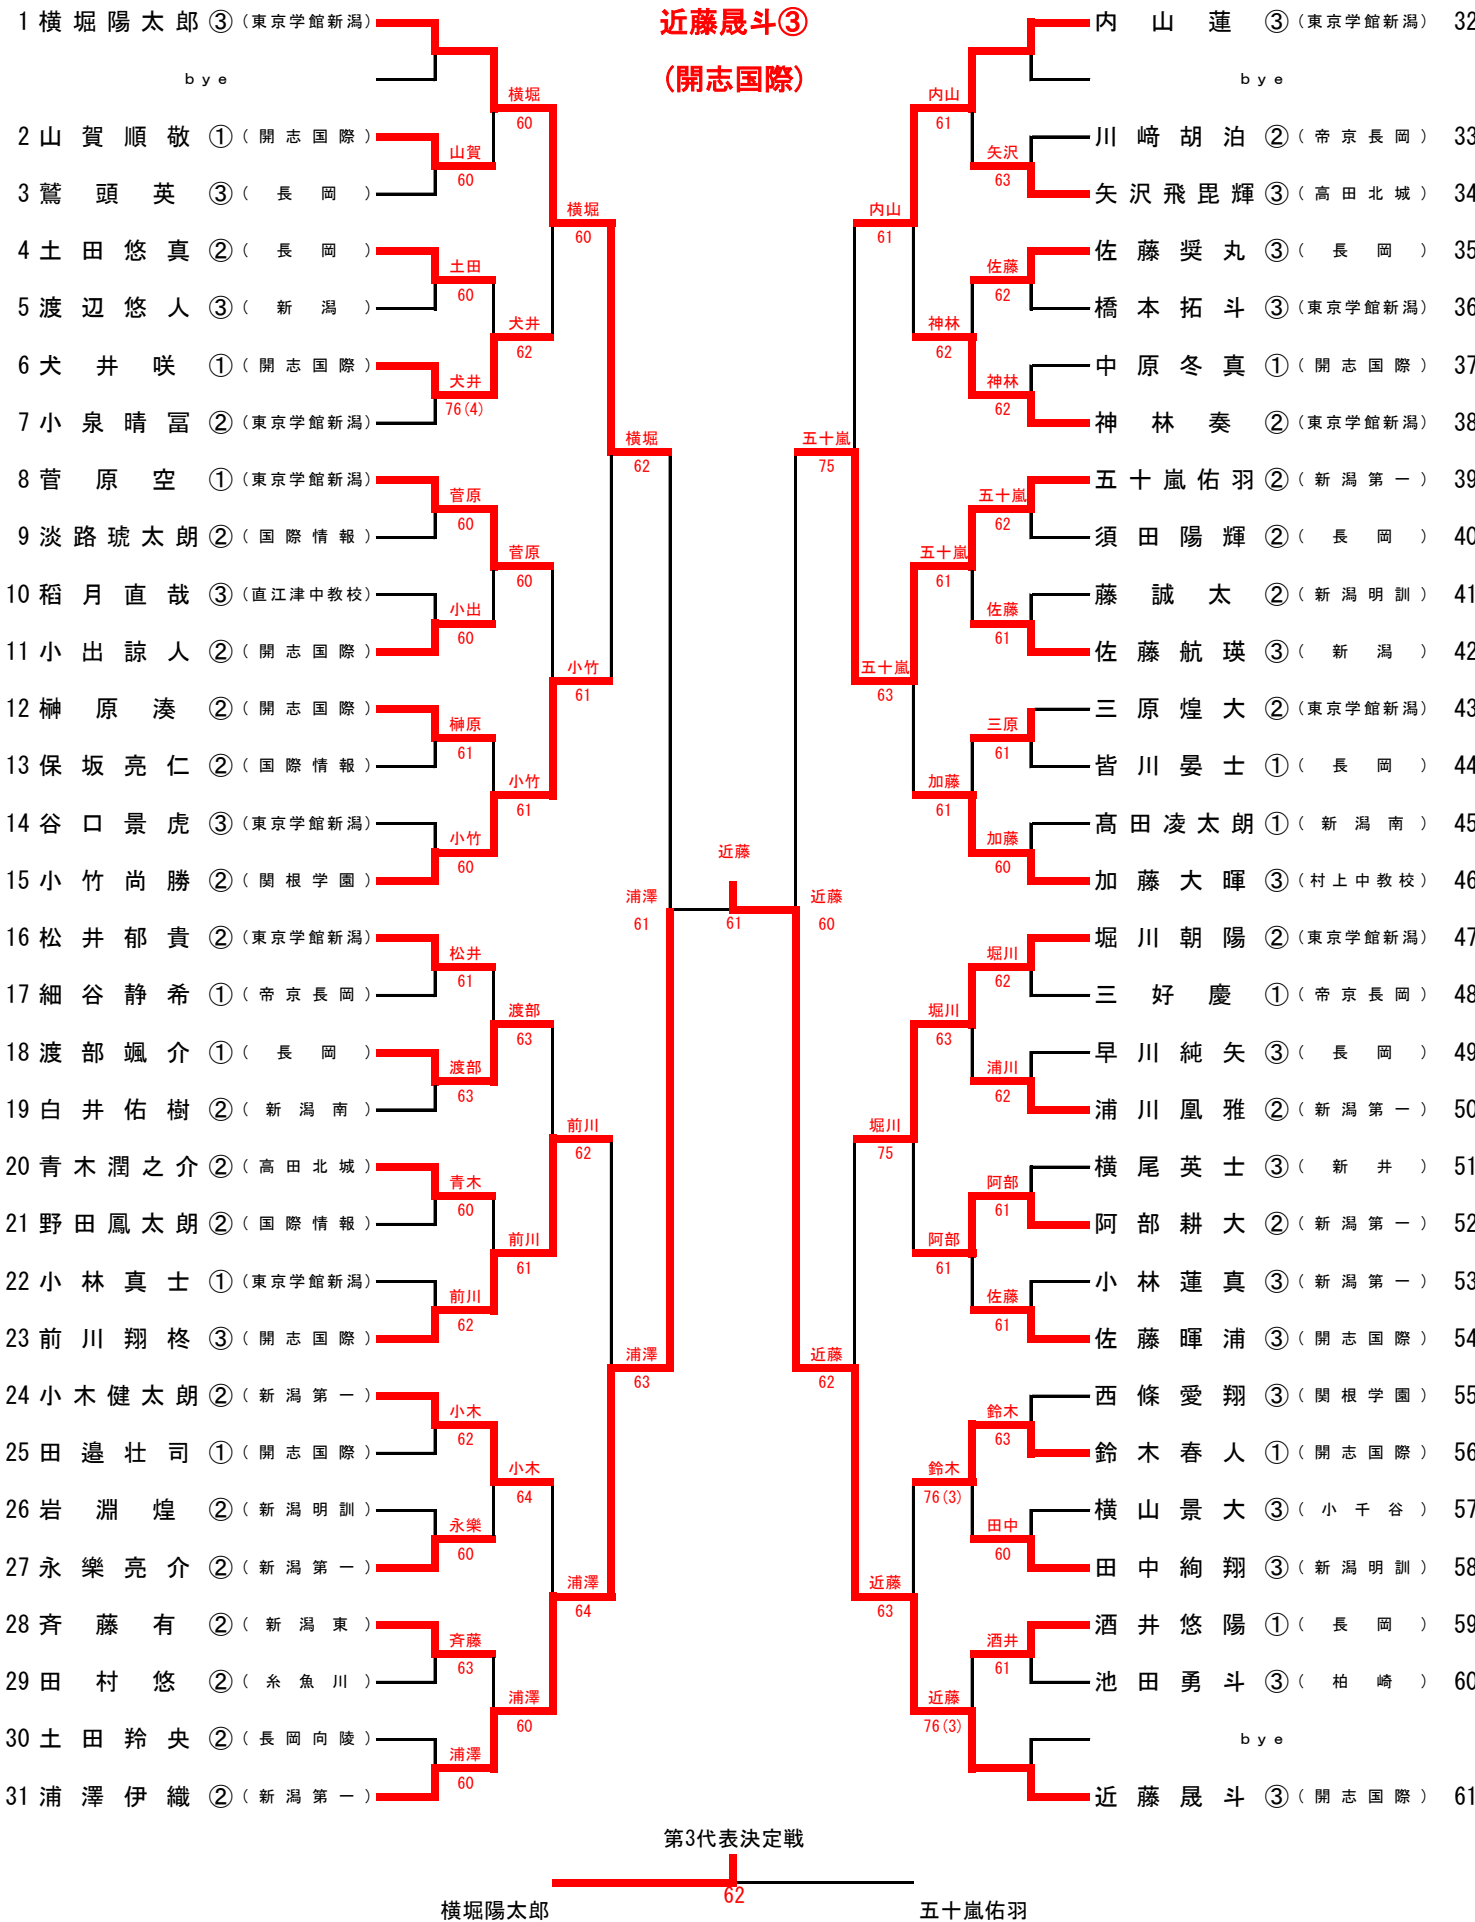 近藤晟斗③
(開志国際)
1 横堀陽太郎 ③ (東京学館新潟)
bye
2 山賀順敬 ① (開志国際)
3 鷲頭英 ③ (長岡)
4 土田悠真 ② (長岡)
5 渡辺悠人 ③ (新潟)
6 犬井咲 ① (開志国際)
7 小泉晴冨 ② (東京学館新潟)
8 菅原空 ① (東京学館新潟)
9 淡路琥太朗 ② (国際情報)
10 稻月直哉 ③ (直江津中教校)
11 小出諒人 ② (開志国際)
12 榊原湊 ② (開志国際)
13 保坂亮仁 ② (国際情報)
14 谷口景虎 ③ (東京学館新潟)
15 小竹尚勝 ② (関根学園)
16 松井郁貴 ② (東京学館新潟)
17 細谷静希 ① (帝京長岡)
18 渡部颯介 ① (長岡)
19 白井佑樹 ② (新潟南)
20 青木潤之介 ② (高田北城)
21 野田鳳太朗 ② (国際情報)
22 小林真士 ① (東京学館新潟)
23 前川翔柊 ③ (開志国際)
24 小木健太朗 ② (新潟第一)
25 田邉壮司 ① (開志国際)
26 岩淵煌 ② (新潟明訓)
27 永樂亮介 ② (新潟第一)
28 斉藤有 ② (新潟東)
29 田村悠 ② (糸魚川)
30 土田羚央 ② (長岡向陵)
31 浦澤伊織 ② (新潟第一)
山賀
60
土田
60
犬井
76(4)
菅原
60
小出
60
榊原
61
小竹
60
松井
61
渡部
63
青木
60
前川
62
小木
62
永樂
60
斉藤
63
浦澤
60
横堀
60
犬井
62
菅原
60
小竹
61
渡部
63
前川
61
小木
64
浦澤
60
横堀
60
小竹
61
前川
62
浦澤
64
横堀
62
浦澤
63
浦澤
61
近藤
61
近藤
60
五十嵐
75
近藤
62
内山
61
五十嵐
63
堀川
75
近藤
63
内山
61
神林
62
五十嵐
61
加藤
61
堀川
63
阿部
61
鈴木
76(3)
近藤
76(3)
矢沢
63
佐藤
62
神林
62
五十嵐
62
佐藤
61
三原
61
加藤
60
堀川
62
浦川
62
阿部
61
佐藤
61
鈴木
63
田中
60
酒井
61
内山蓮 ③ (東京学館新潟) 32
bye
川﨑胡泊 ② (帝京長岡) 33
矢沢飛毘輝 ③ (高田北城) 34
佐藤奨丸 ③ (長岡) 35
橋本拓斗 ③ (東京学館新潟) 36
中原冬真 ① (開志国際) 37
神林奏 ② (東京学館新潟) 38
五十嵐佑羽 ② (新潟第一) 39
須田陽輝 ② (長岡) 40
藤誠太 ② (新潟明訓) 41
佐藤航瑛 ③ (新潟) 42
三原煌大 ② (東京学館新潟) 43
皆川晏士 ① (長岡) 44
髙田凌太朗 ① (新潟南) 45
加藤大暉 ③ (村上中教校) 46
堀川朝陽 ② (東京学館新潟) 47
三好慶 ① (帝京長岡) 48
早川純矢 ③ (長岡) 49
浦川凰雅 ② (新潟第一) 50
横尾英士 ③ (新井) 51
阿部耕大 ② (新潟第一) 52
小林蓮真 ③ (新潟第一) 53
佐藤暉浦 ③ (開志国際) 54
西條愛翔 ③ (関根学園) 55
鈴木春人 ① (開志国際) 56
横山景大 ③ (小千谷) 57
田中絢翔 ③ (新潟明訓) 58
酒井悠陽 ① (長岡) 59
池田勇斗 ③ (柏崎) 60
bye
近藤晟斗 ③ (開志国際) 61
第3代表決定戦
62
横堀陽太郎
五十嵐佑羽